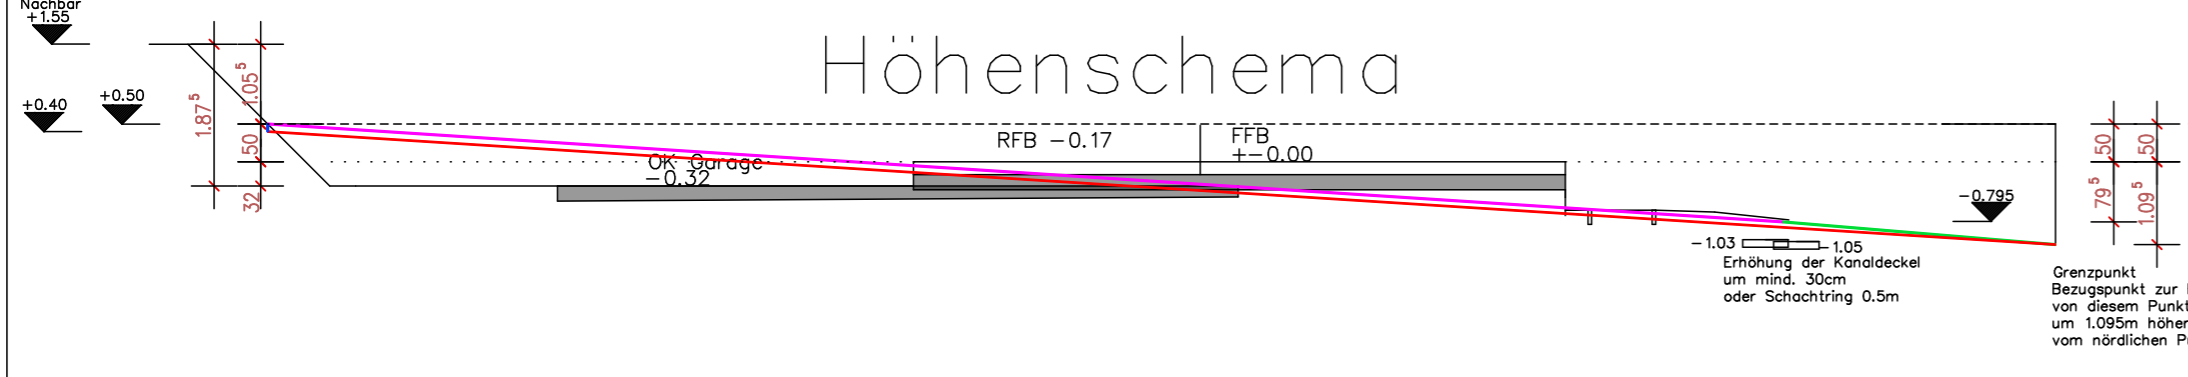 Nachbar
+1.55
+0.40
+0.50
1.87⁵
1.05⁵
50
32
Höhenschema
RFB -0.17
FFB
+-0.00
OK Garage
-0.32
-0.795
50
50
79⁵
1.09⁵
-1.03
-1.05
Erhöhung der Kanaldeckel
um mind. 30cm
oder Schachtring 0.5m
Grenzpunkt
Bezugspunkt zur
von diesem Punkt
um 1.095m höher
vom nördlichen